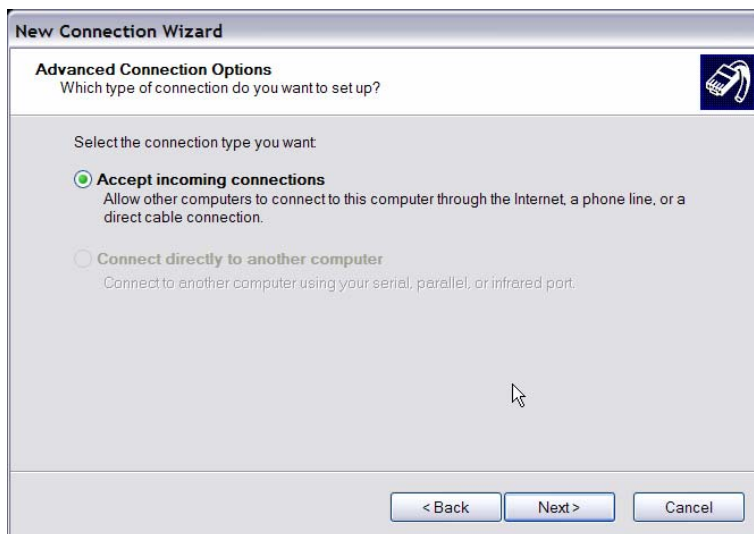 New Connection Wizard
Advanced Connection Options
Which type of connection do you want to set up?
Select the connection type you want:
Accept incoming connections
Allow other computers to connect to this computer through the Internet, a phone line, or a
direct cable connection.
Connect directly to another computer
Connect to another computer using your serial, parallel, or infrared port.
< Back
Next >
Cancel